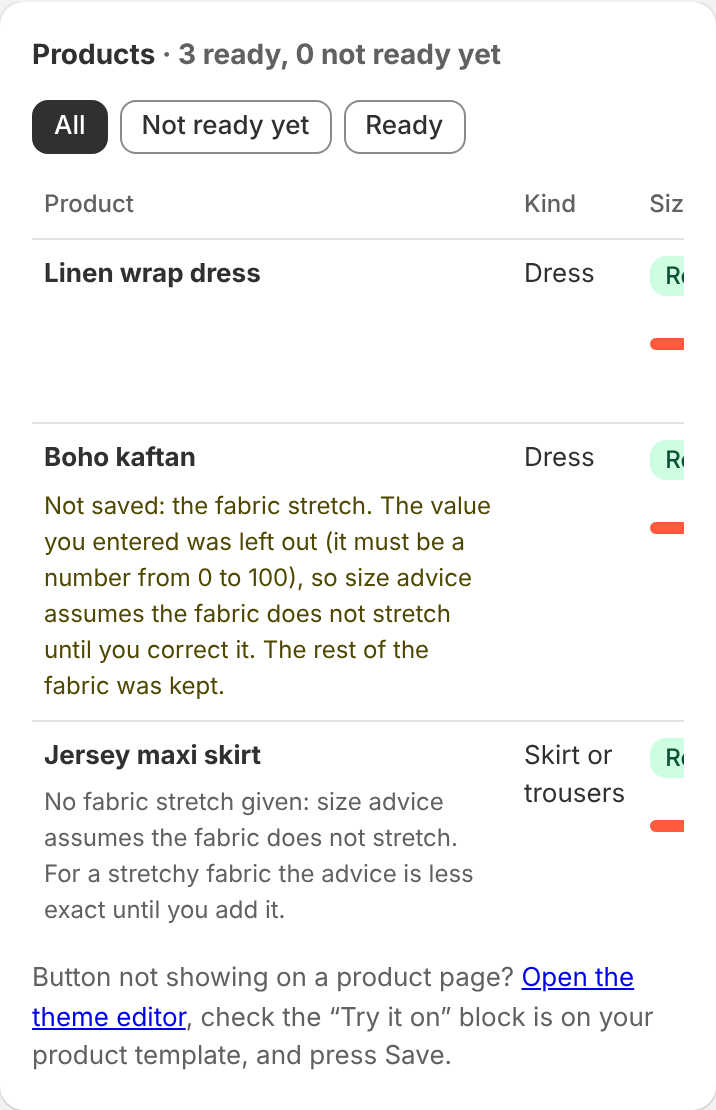 Products · 3 ready, 0 not ready yet
All Not ready yet Ready
Product Kind Siz
Linen wrap dress Dress
Boho kaftan Dress
Not saved: the fabric stretch. The value
you entered was left out (it must be a
number from 0 to 100), so size advice
assumes the fabric does not stretch
until you correct it. The rest of the
fabric was kept.
Jersey maxi skirt Skirt or
trousers
No fabric stretch given: size advice
assumes the fabric does not stretch.
For a stretchy fabric the advice is less
exact until you add it.
Button not showing on a product page? Open the
theme editor, check the “Try it on” block is on your
product template, and press Save.